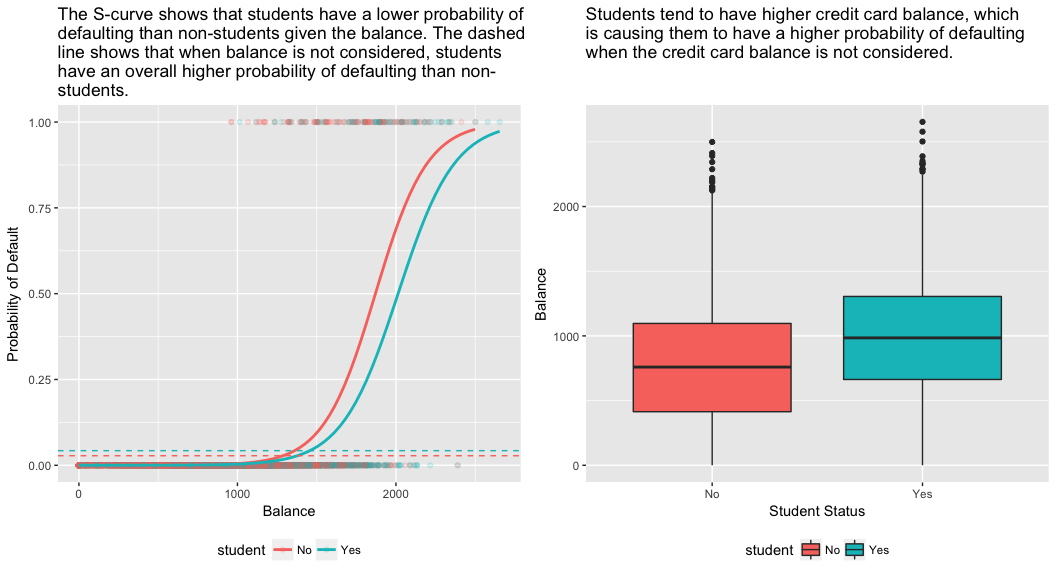 The S-curve shows that students have a lower probability of
defaulting than non-students given the balance. The dashed
line shows that when balance is not considered, students
have an overall higher probability of defaulting than non-
students.
1.00
0.75
0.50
0.25
0.00
Probability of Default
0
1000
2000
Balance
student No Yes
Students tend to have higher credit card balance, which
is causing them to have a higher probability of defaulting
when the credit card balance is not considered.
2000
1000
0
Balance
No
Yes
Student Status
student No Yes